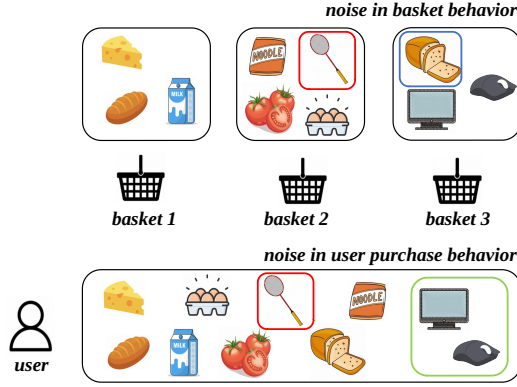 noise in basket behavior
NOODLE
MILK
basket 1
basket 2
basket 3
noise in user purchase behavior
NOODLE
MILK
user